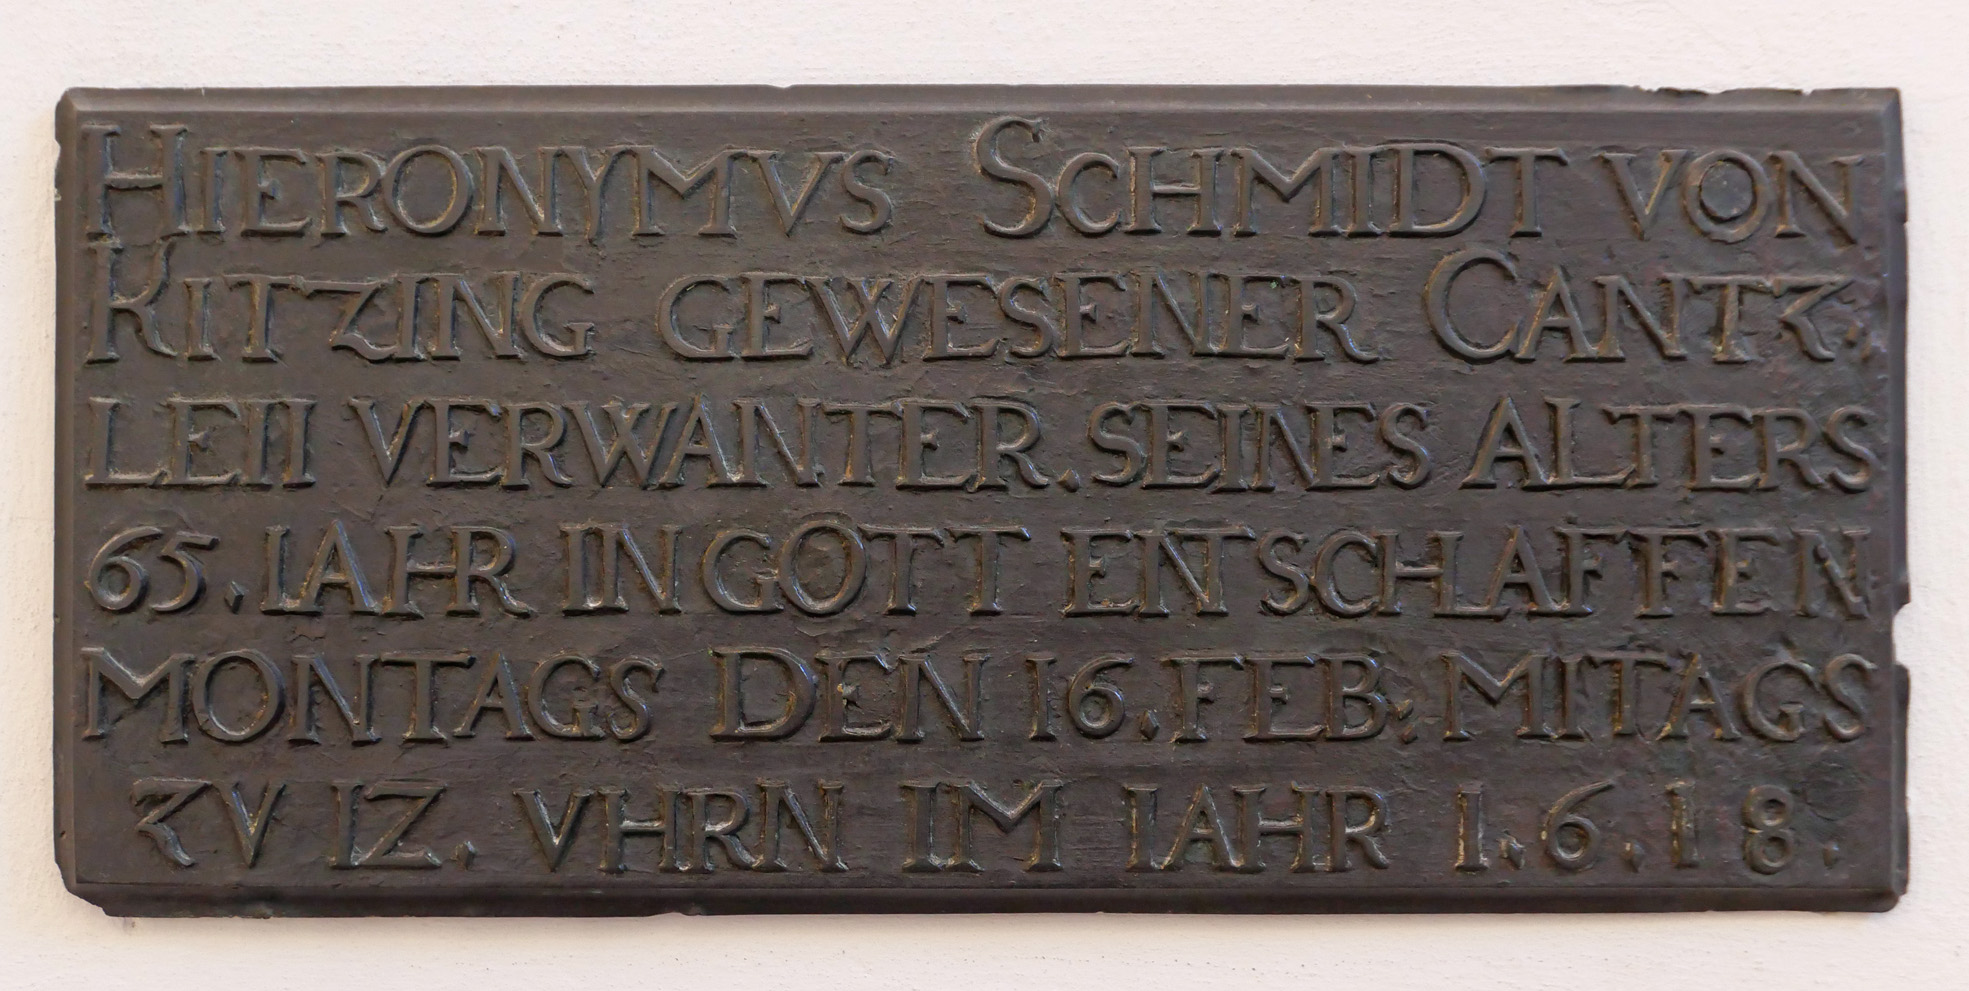 HIERONYMVS SCHMIDT VON
KITZING GEWESENER CANTZ:
LEII VERWANTER. SEINES ALTERS
65. IAHR IN GOTT ENTSCHLAFFEN
MONTAGS DEN 16. FEB: MITAGS
ZV IZ. VHRN IM IAHR 1.6.18.